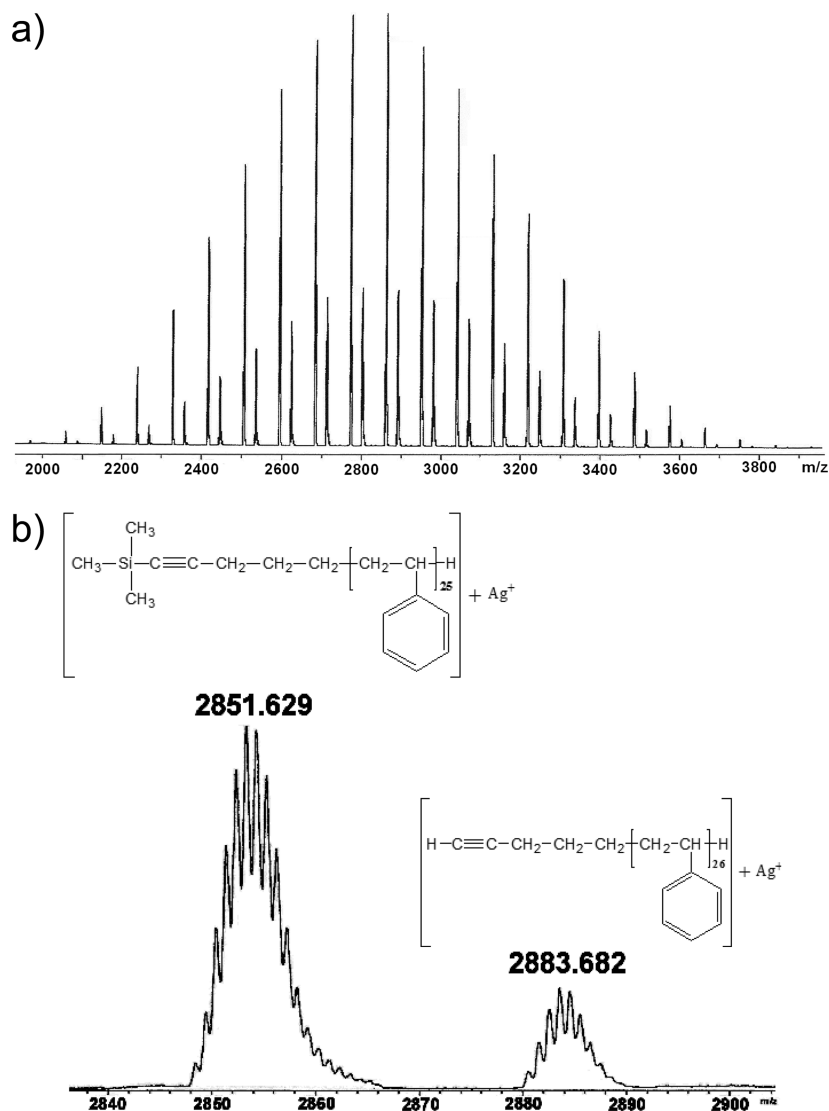 a)
2000 2200 2400 2600 2800 3000 3200 3400 3600 3800 m/z
b)
CH₃
CH₃—Si—C≡C—CH₂—CH₂—CH₂—[CH₂—CH]₂₅—H + Ag⁺
CH₃
2851.629
H—C≡C—CH₂—CH₂—CH₂—[CH₂—CH]₂₆—H + Ag⁺
2883.682
2840 2850 2860 2870 2880 2890 2900 m/z